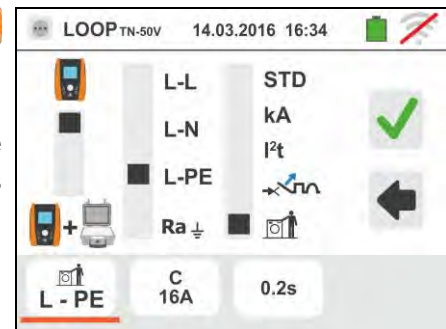 LOOP TN-50V 14.03.2016 16:34
L-L STD
L-N kA
I²t
L-PE
Ra
L - PE
C
16A
0.2s